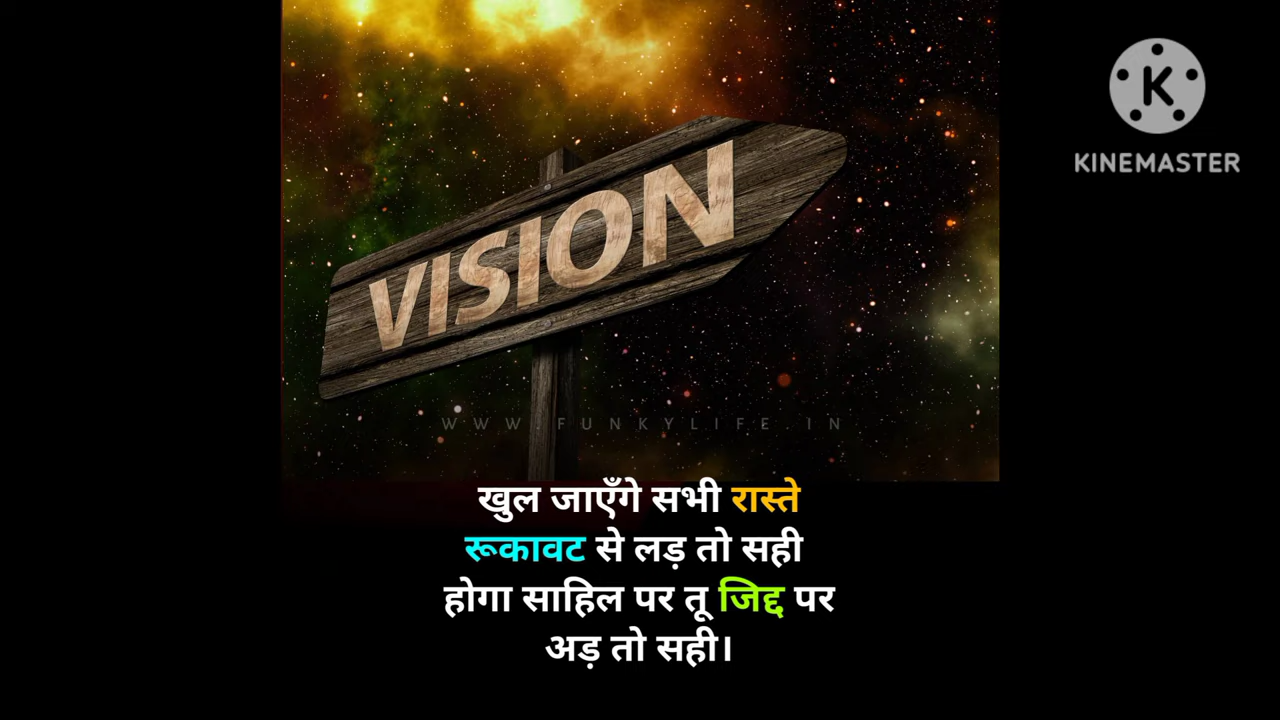 VISION
KINEMASTER
WWW.FUNKYLIFE.IN
खुल जाएँगे सभी रास्ते
रूकावट से लड़ तो सही
होगा साहिल पर तू जिद्द पर
अड़ तो सही।